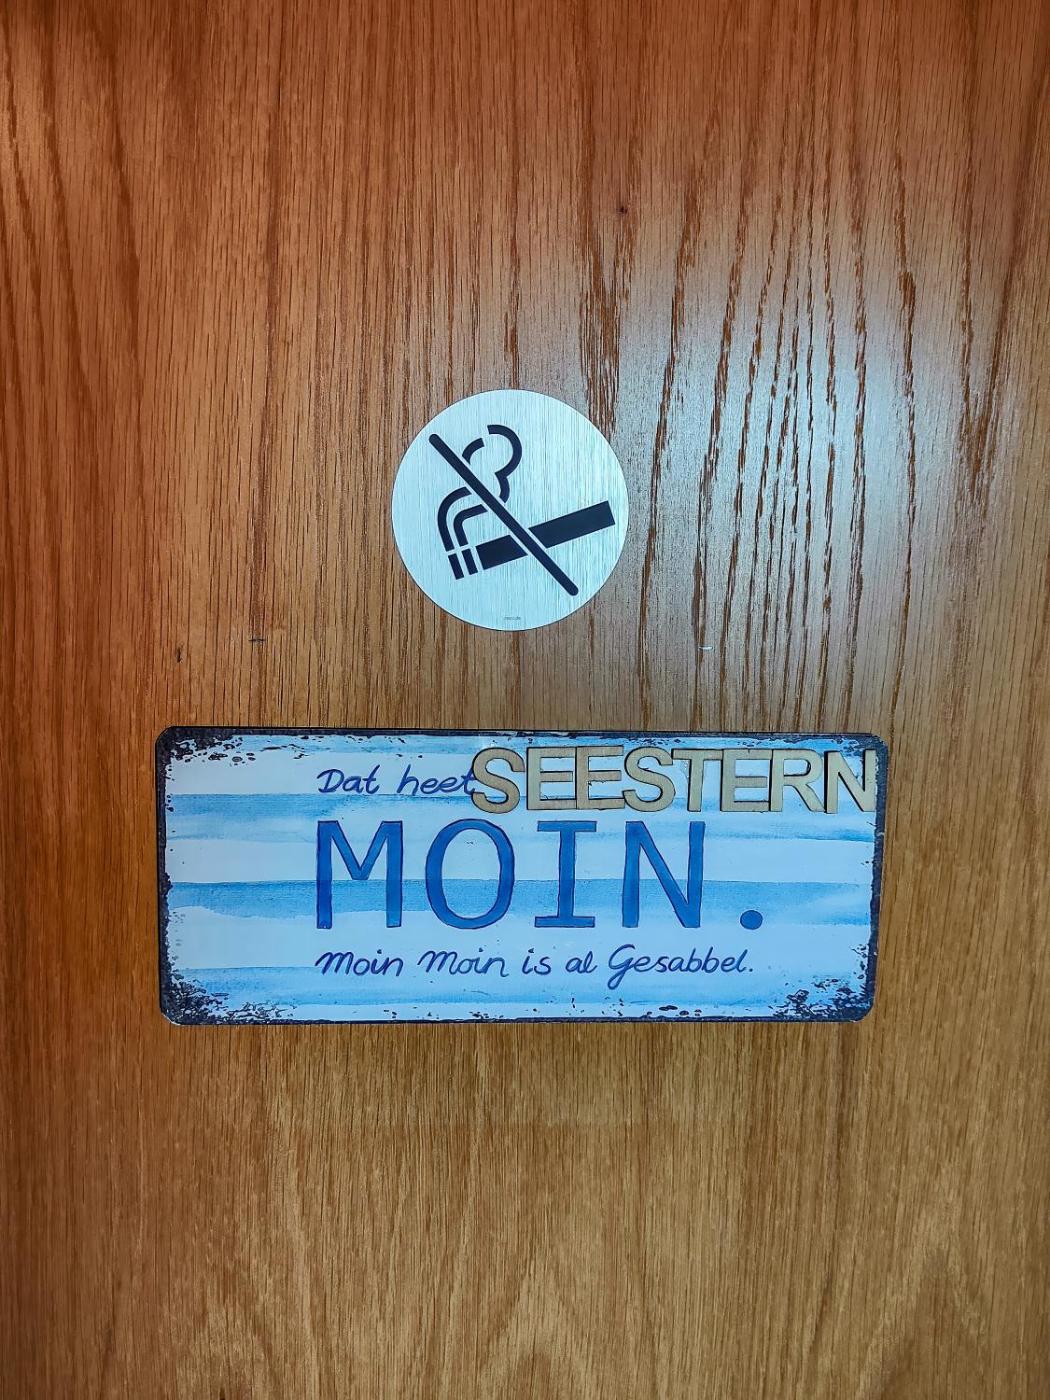 Dat heet SEESTERN
MOIN.
Moin Moin is al Gesabbel.